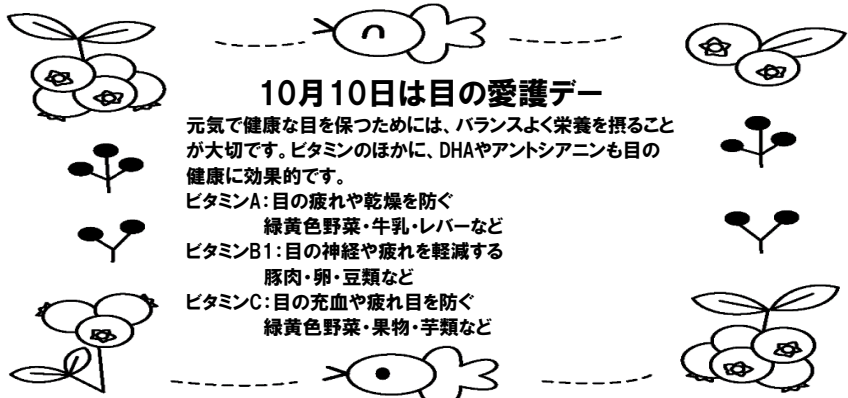 10月10日は目の愛護デー
元気で健康な目を保つためには、バランスよく栄養を摂ること
が大切です。ビタミンのほかに、DHAやアントシアニンも目の
健康に効果的です。
ビタミンA：目の疲れや乾燥を防ぐ
緑黄色野菜・牛乳・レバーなど
ビタミンB1：目の神経や疲れを軽減する
豚肉・卵・豆類など
ビタミンC：目の充血や疲れ目を防ぐ
緑黄色野菜・果物・芋類など